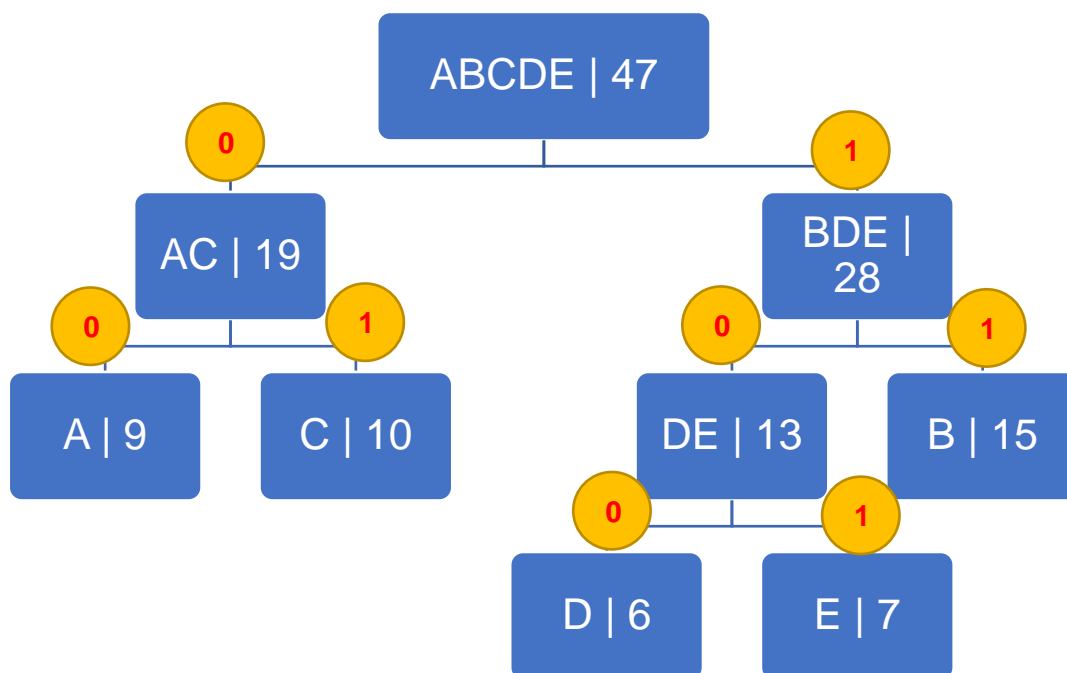 ABCDE | 47
0
1
AC | 19
BDE |
28
0
1
0
1
A | 9
C | 10
DE | 13
B | 15
0
1
D | 6
E | 7